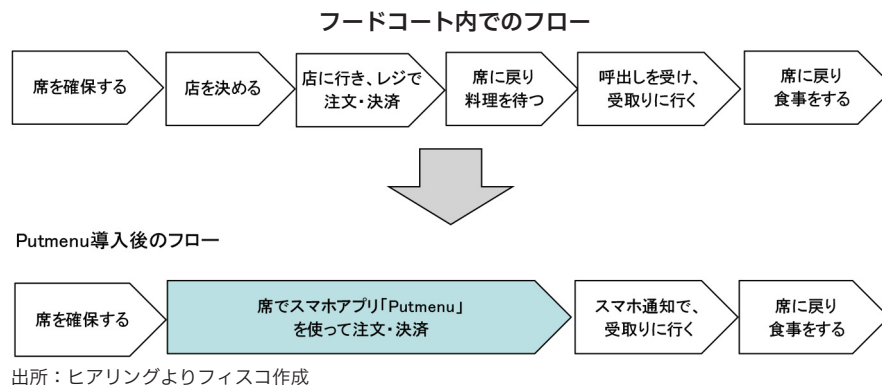 フードコート内でのフロー
席を確保する
店を決める
店に行き、レジで
注文・決済
席に戻り
料理を待つ
呼出しを受け、
受取りに行く
席に戻り
食事をする
Putmenu導入後のフロー
席を確保する
席でスマホアプリ「Putmenu」
を使って注文・決済
スマホ通知で、
受取りに行く
席に戻り
食事をする
出所：ヒアリングよりフィスコ作成